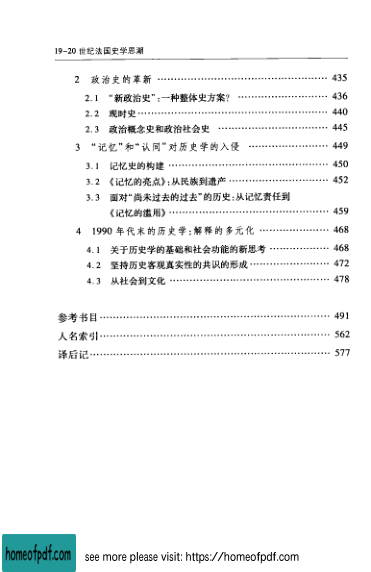 19-20世纪法国史学思潮
2 政治史的革新 …… 435
2.1 “新政治史”:一种整体史方案? …… 436
2.2 现时史 …… 440
2.3 政治概念史和政治社会史 …… 445
3 “记忆”和“认同”对历史学的入侵 …… 449
3.1 记忆史的构建 …… 450
3.2 《记忆的亮点》:从民族到遗产 …… 452
3.3 面对“尚未过去的过去”的历史:从记忆责任到
《记忆的滥用》 …… 459
4 1990年代末的历史学:解释的多元化 …… 468
4.1 关于历史学的基础和社会功能的新思考 …… 468
4.2 坚持历史客观真实性的共识的形成 …… 472
4.3 从社会到文化 …… 478
参考书目 …… 491
人名索引 …… 562
译后记 …… 577
homeofpdf.com
see more please visit: https://homeofpdf.com